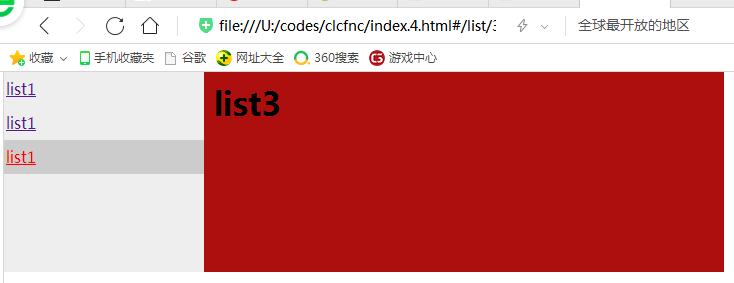 file:///U:/codes/clcfnc/index.4.html#/list/3 全球最开放的地区
收藏 手机收藏夹 谷歌 网址大全 360搜索 游戏中心
list1
list3
list1
list1